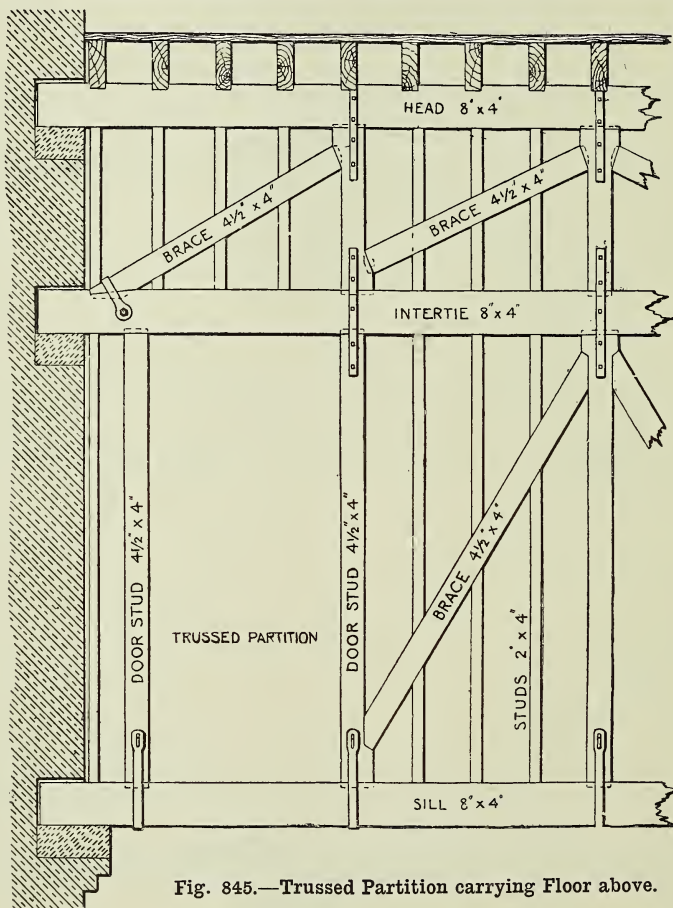 HEAD 8" x 4"
BRACE 4½" x 4"
BRACE 4½" x 4"
INTERTIE 8" x 4"
DOOR STUD 4½" x 4"
DOOR STUD 4½" x 4"
BRACE 4½" x 4"
TRUSSED PARTITION
STUDS 2" x 4"
SILL 8" x 4"
Fig. 845.—Trussed Partition carrying Floor above.